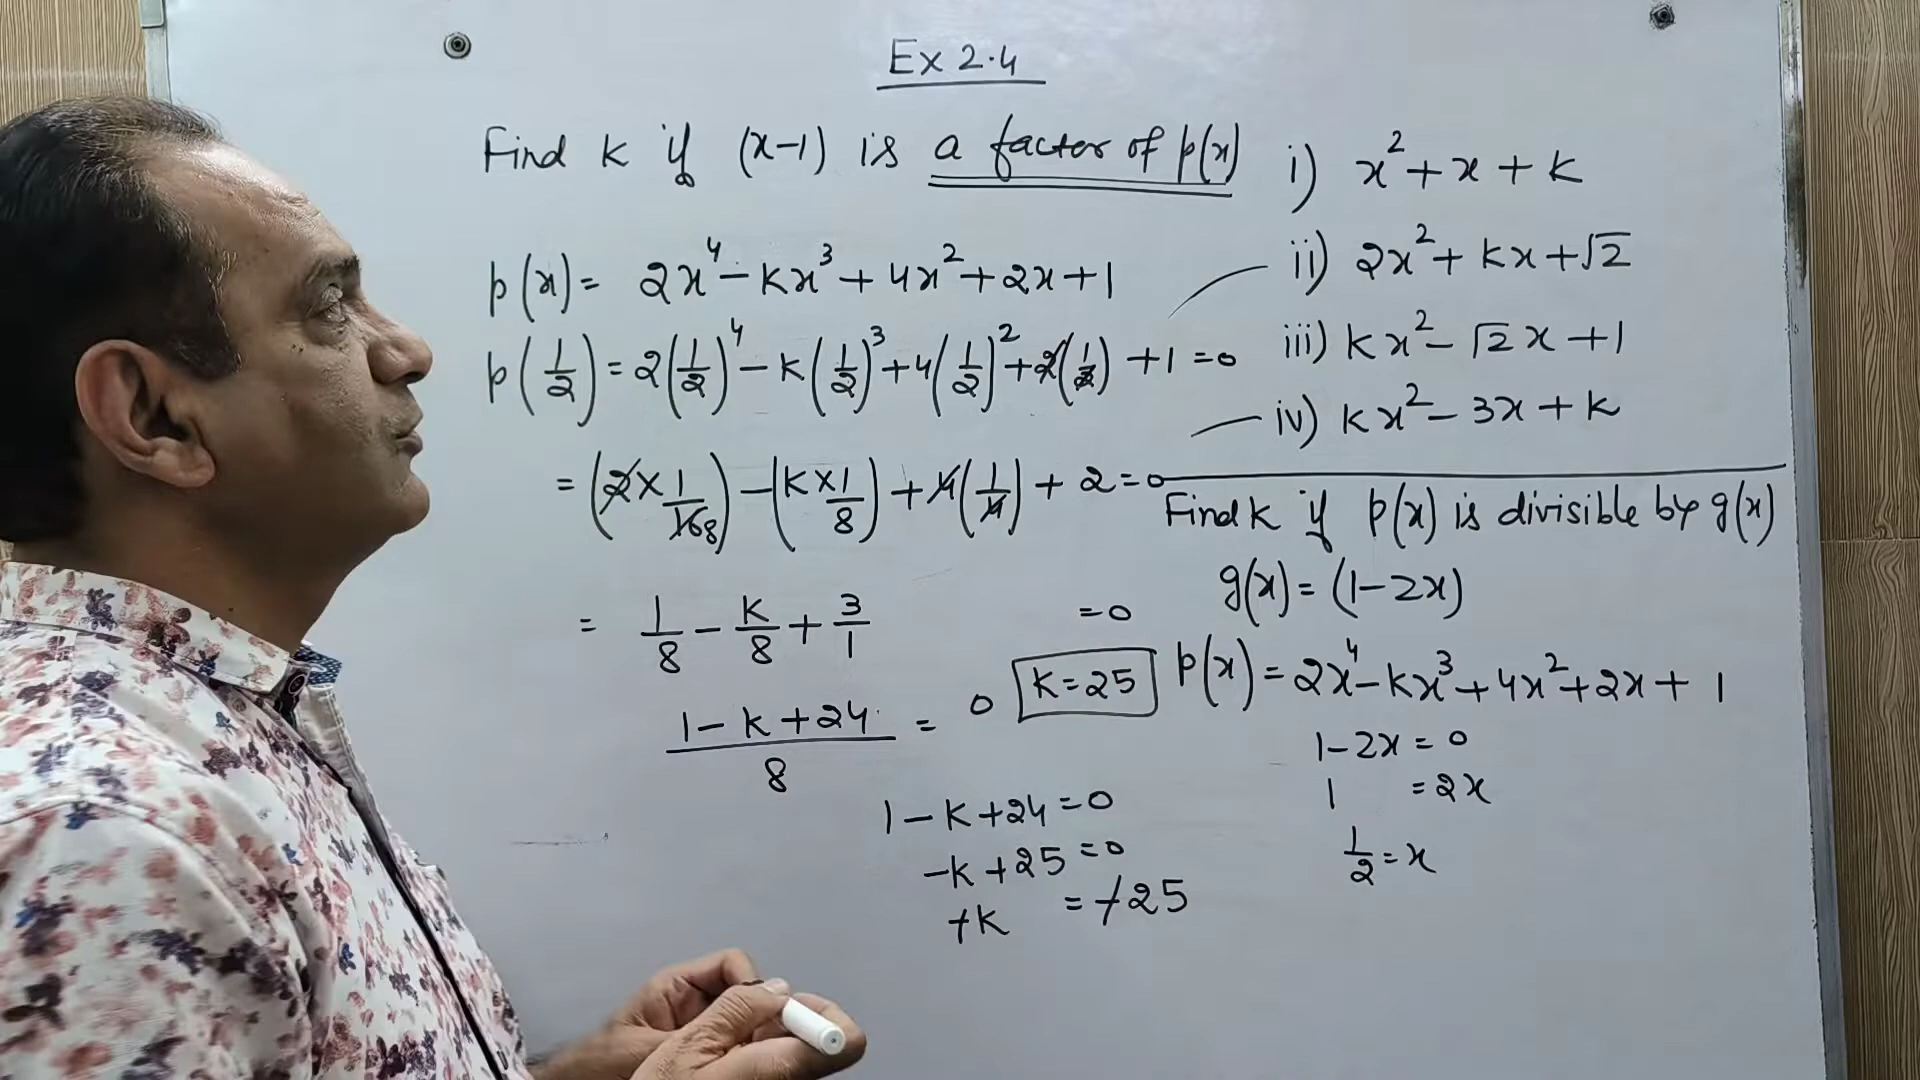 Ex 2.4
Find k if (x-1) is a factor of p(x)
i) x²+x+k
ii) 2x²+kx+√2
iii) kx²-√2x+1
iv) kx²-3x+k
p(x)= 2x⁴-kx³+4x²+2x+1
p(1/2)=2(1/2)⁴-k(1/2)³+4(1/2)²+2(1/2)+1=0
=(2×1/168)-(k×1/8)+4(1/4)+2=0
= 1/8-k/8+3/1 =0
(1-k+24)/8 = 0
k=25
1-k+24=0
-k+25=0
+k =+25
Find k if p(x) is divisible by g(x)
g(x)=(1-2x)
p(x)=2x⁴-kx³+4x²+2x+1
1-2x=0
1 =2x
1/2=x